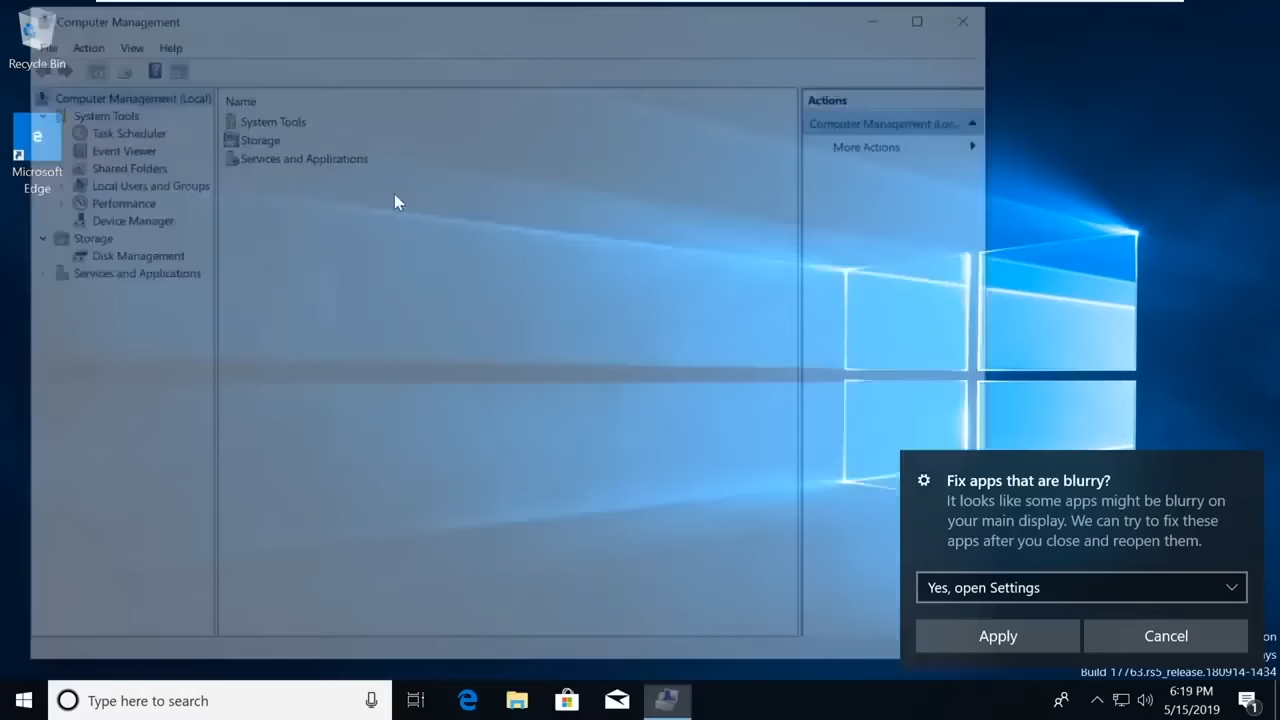 Computer Management
File Action View Help
Recycle Bin
Computer Management (Local)
System Tools
Task Scheduler
Event Viewer
Shared Folders
Local Users and Groups
Performance
Device Manager
Storage
Disk Management
Services and Applications
Microsoft
Edge
Name
System Tools
Storage
Services and Applications
Actions
Computer Management (Loc...
More Actions
Fix apps that are blurry?
It looks like some apps might be blurry on
your main display. We can try to fix these
apps after you close and reopen them.
Yes, open Settings
Apply Cancel
Build 17763.rs5_release.180914-1434
Type here to search
6:19 PM
5/15/2019
1